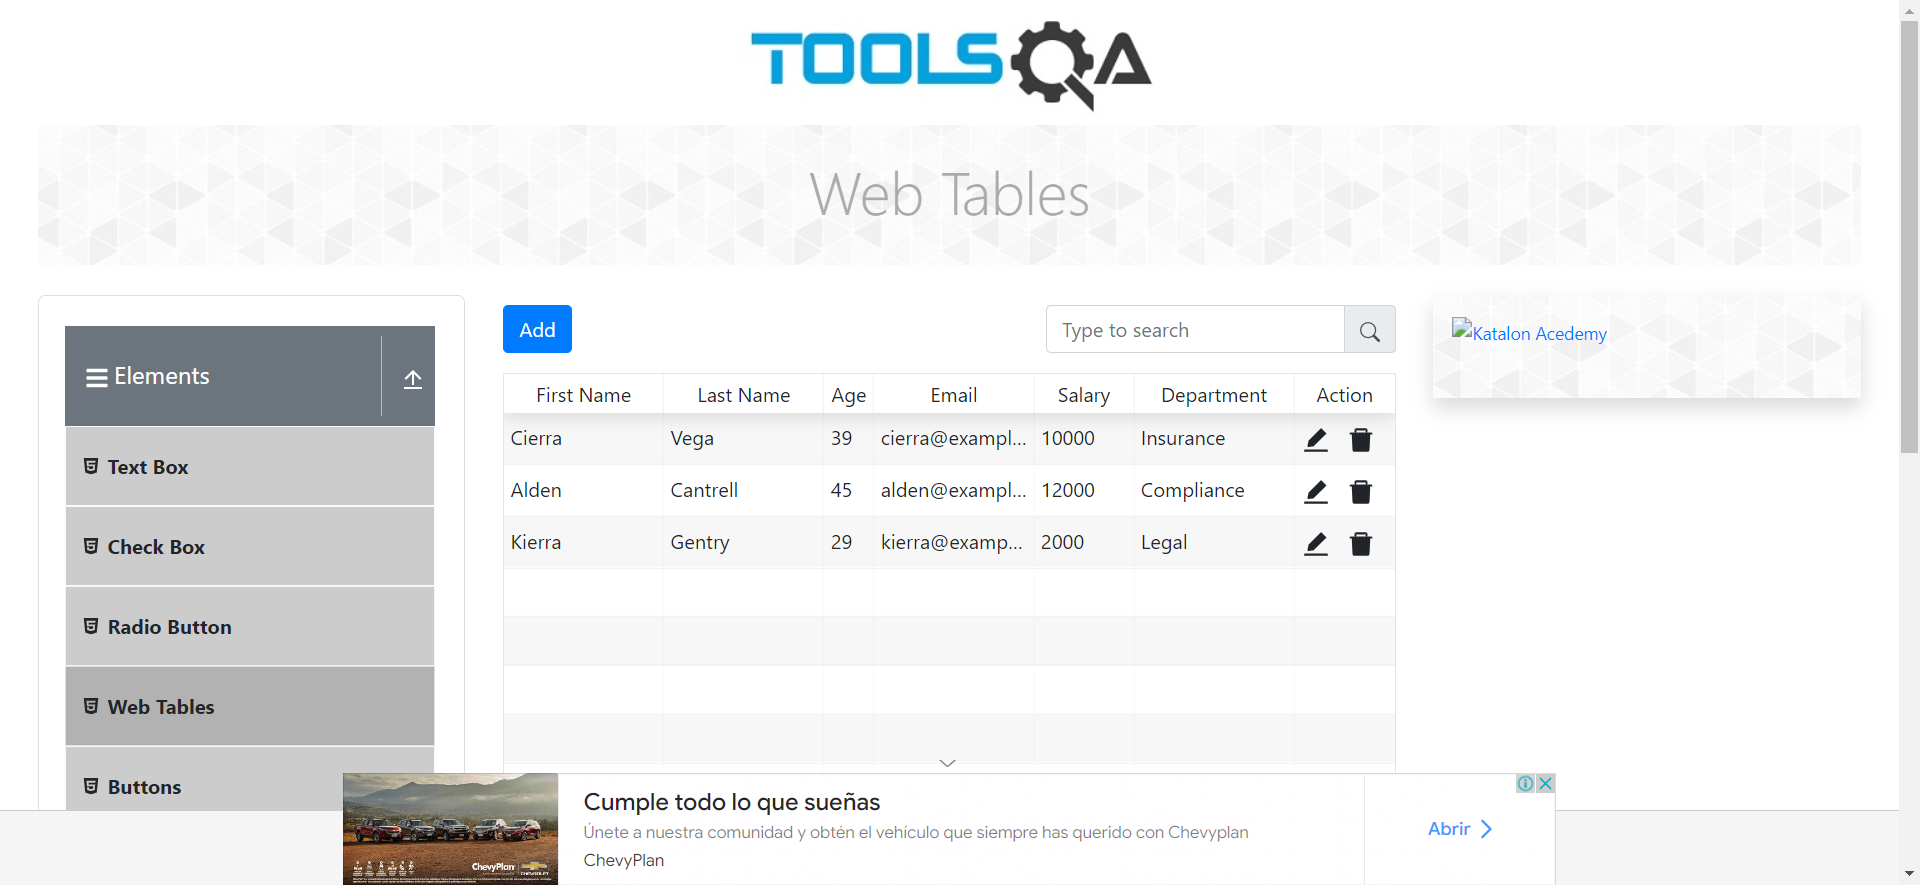 TOOLSQA
Web Tables
Elements
Text Box
Check Box
Radio Button
Web Tables
Buttons
Add
Type to search
First Name Last Name Age Email Salary Department Action
Cierra Vega 39 cierra@exampl... 10000 Insurance
Alden Cantrell 45 alden@exampl... 12000 Compliance
Kierra Gentry 29 kierra@examp... 2000 Legal
Katalon Acedemy
ChevyPlan
CHEVROLET
Cumple todo lo que sueñas
Únete a nuestra comunidad y obtén el vehículo que siempre has querido con Chevyplan
ChevyPlan
Abrir